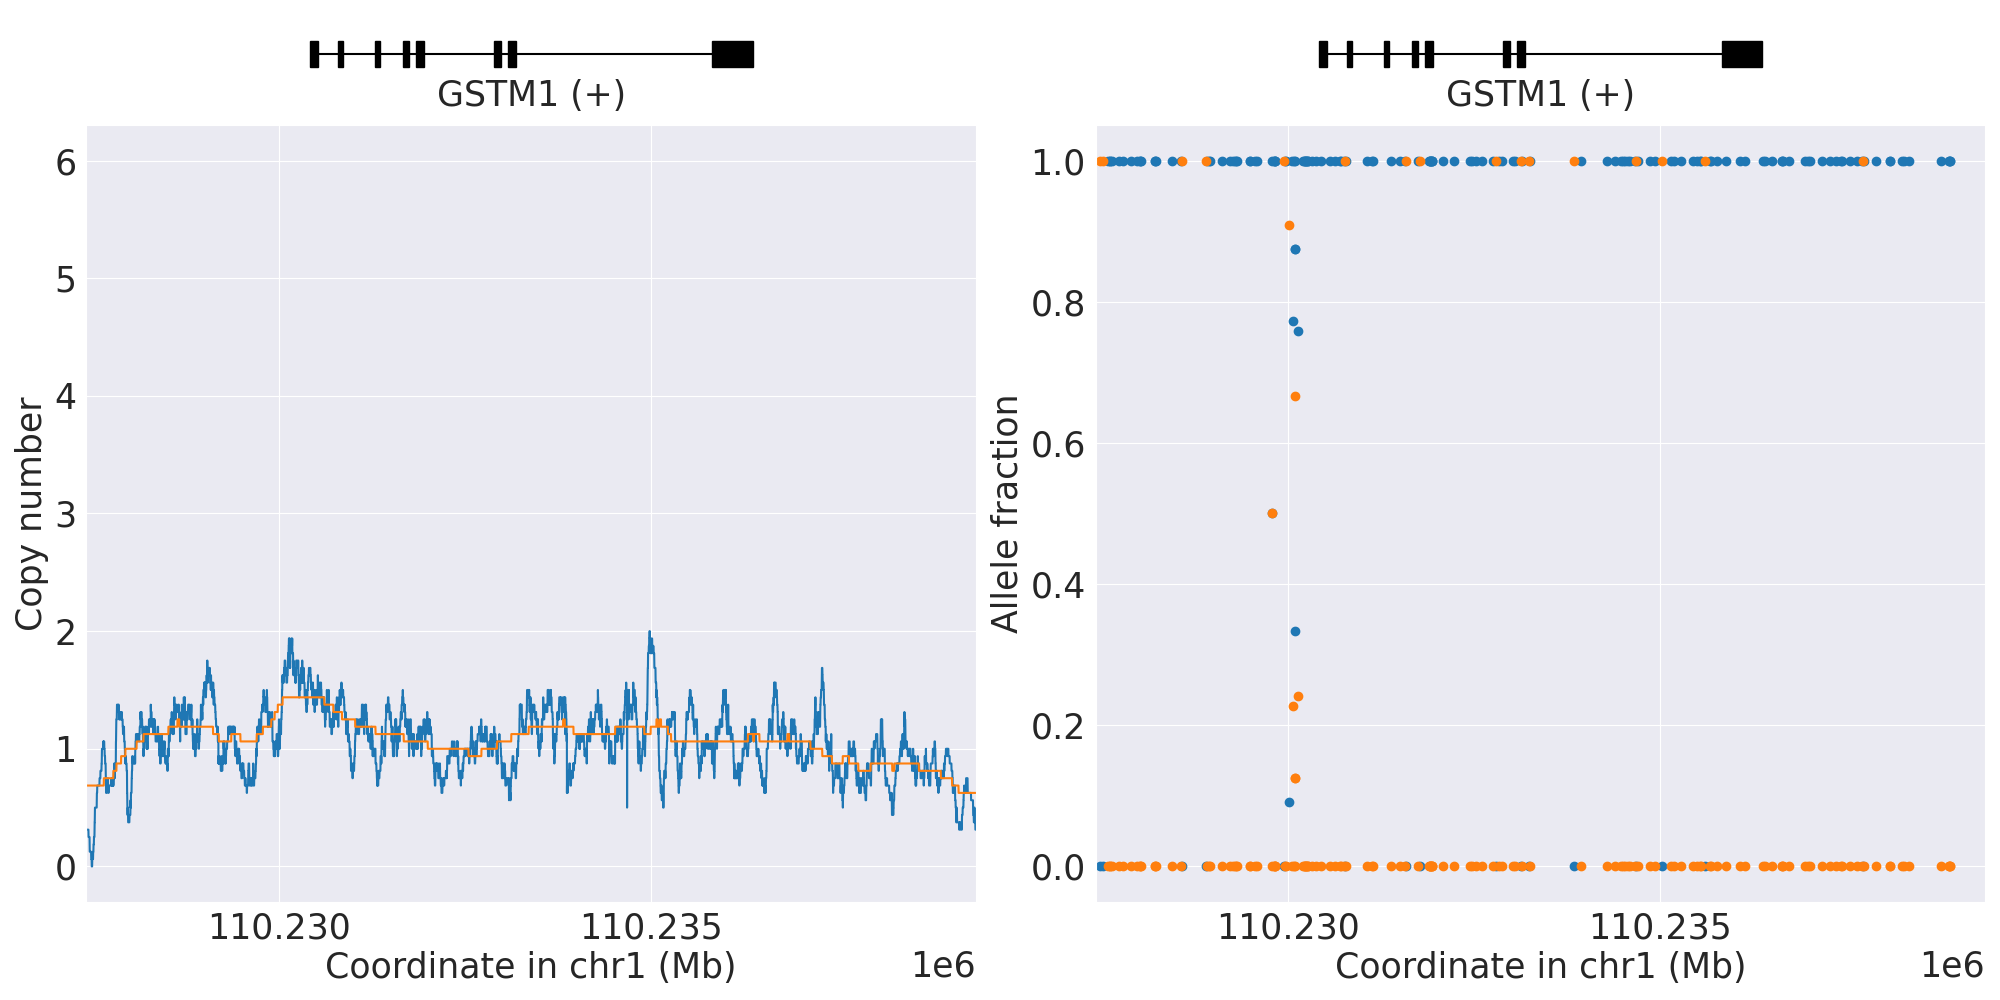 GSTM1 (+)
Copy number
6
5
4
3
2
1
0
110.230
110.235
Coordinate in chr1 (Mb)
1e6
GSTM1 (+)
Allele fraction
1.0
0.8
0.6
0.4
0.2
0.0
110.230
110.235
Coordinate in chr1 (Mb)
1e6